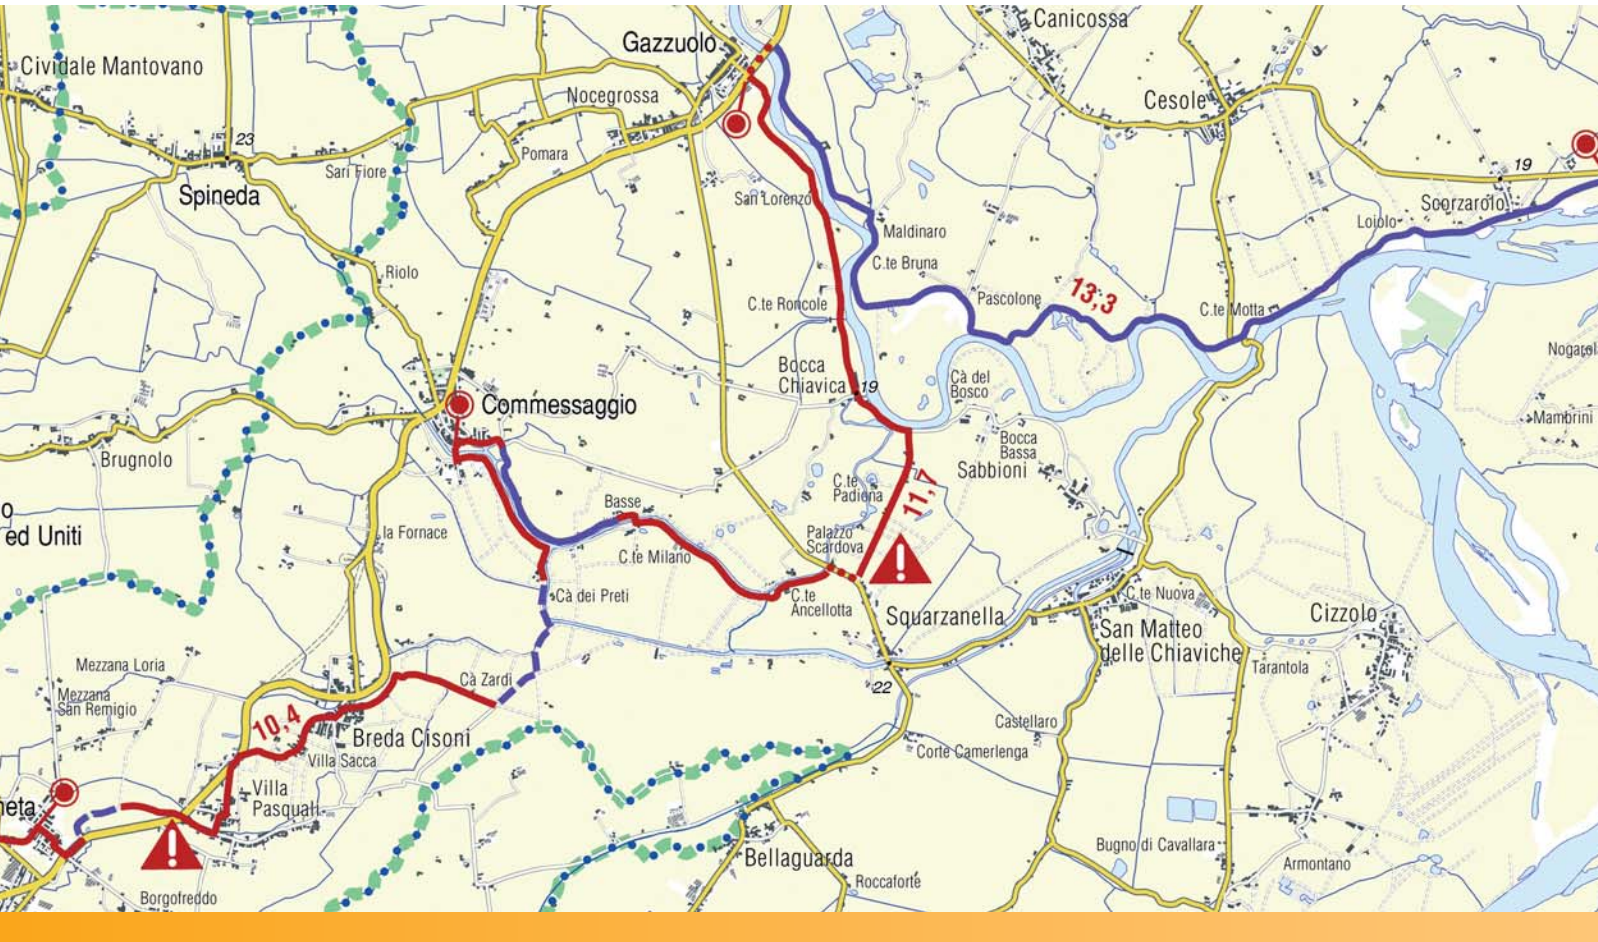 Canicossa
Gazzuolo
Cividale Mantovano
Nocegrossa
Cesole
23
Pomara
19
Sari Fiore
Spineda
San Lorenzo
Scorzarolo
Loiolo
Maldinaro
C.te Bruna
Riolo
Pascolone
13,3
C.te Roncole
C.te Motta
Bocca
Chiavica
19
Cà del
Bosco
Commessaggio
Mambrini
Bocca
Bassa
Brugnolo
Sabbioni
C.te
11,7
Basse
o
ed Uniti
la Fornace
Palazzo
Scardova
C.te Milano
!
Cà dei Preti
C.te
Ancellotta
C.te Nuova
Squarzanella
Cizzolo
San Matteo
delle Chiaviche
Mezzana Loria
Tarantola
Cà Zardi
22
Mezzana
San Remigio
10,4
Castellaro
Breda Cisoni
Corte Camerlenga
Villa Sacca
Villa
Pasquali
neta
!
Bugno di Cavallara
Bellaguarda
Armontano
Roccaforte
Borgofreddo